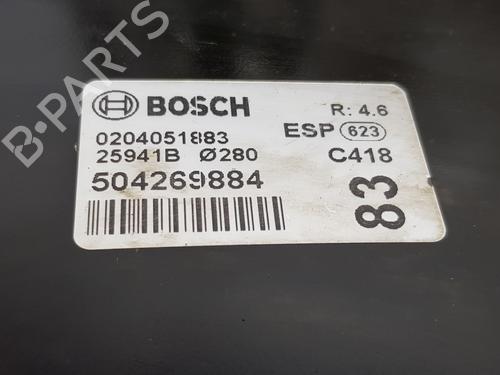 B-PARTS
BOSCH
R: 4.6
0204051883
ESP 623
25941B Ø280
C418
504269884
83